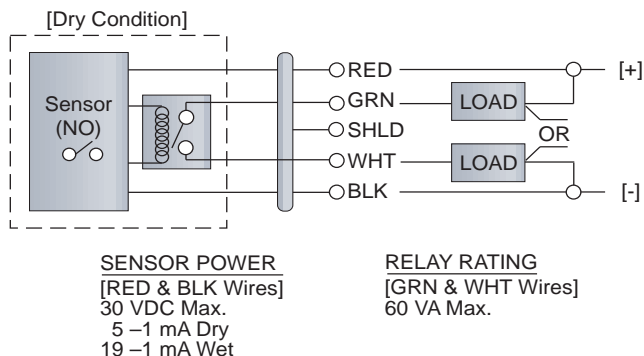 [Dry Condition]
Sensor
(NO)
RED
GRN
SHLD
WHT
BLK
LOAD
OR
LOAD
[+]
[-]
SENSOR POWER
[RED & BLK Wires]
30 VDC Max.
5 –1 mA Dry
19 –1 mA Wet
RELAY RATING
[GRN & WHT Wires]
60 VA Max.